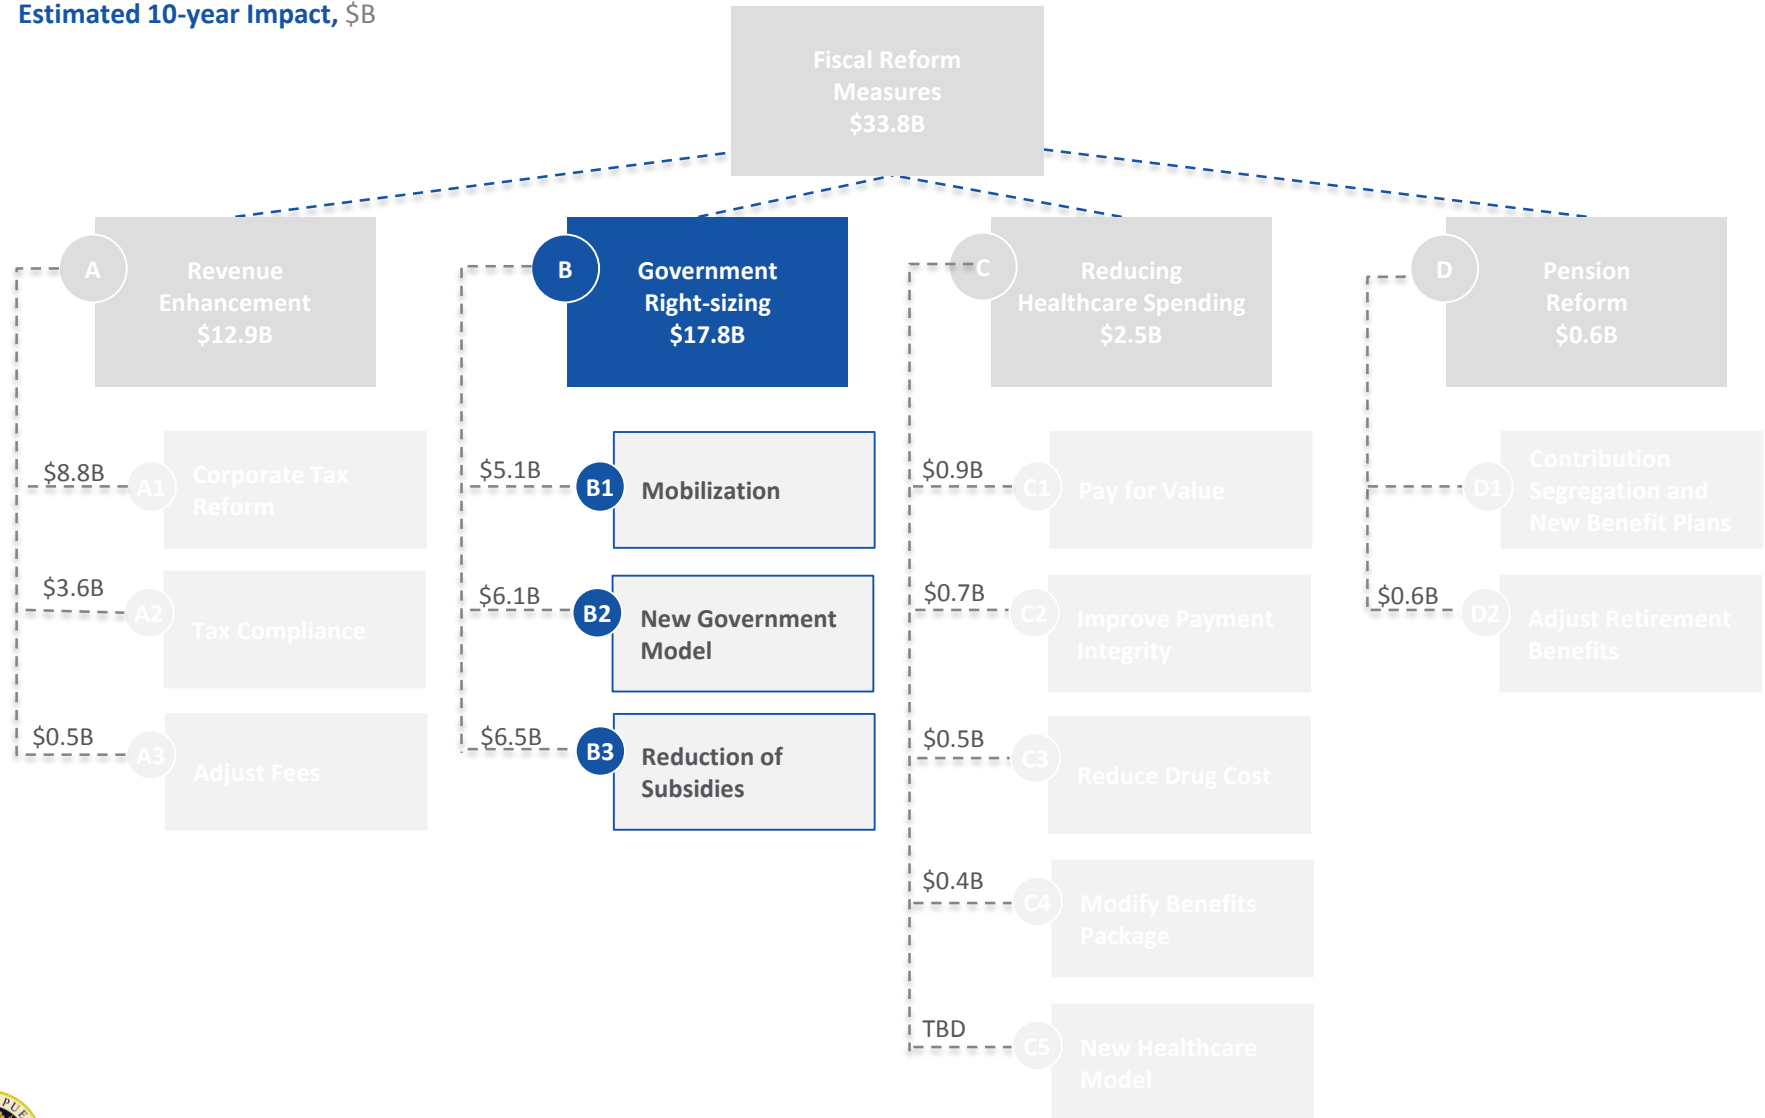 Estimated 10-year Impact, $B
Fiscal Reform
Measures
$33.8B
A
Revenue
Enhancement
$12.9B
$8.8B
A1
Corporate Tax
Reform
$3.6B
A2
Tax Compliance
$0.5B
A3
Adjust Fees
B
Government
Right-sizing
$17.8B
$5.1B
B1
Mobilization
$6.1B
B2
New Government
Model
$6.5B
B3
Reduction of
Subsidies
C
Reducing
Healthcare Spending
$2.5B
$0.9B
C1
Pay for Value
$0.7B
C2
Improve Payment
Integrity
$0.5B
C3
Reduce Drug Cost
$0.4B
C4
Modify Benefits
Package
TBD
C5
New Healthcare
Model
D
Pension
Reform
$0.6B
D1
Contribution
Segregation and
New Benefit Plans
$0.6B
D2
Adjust Retirement
Benefits